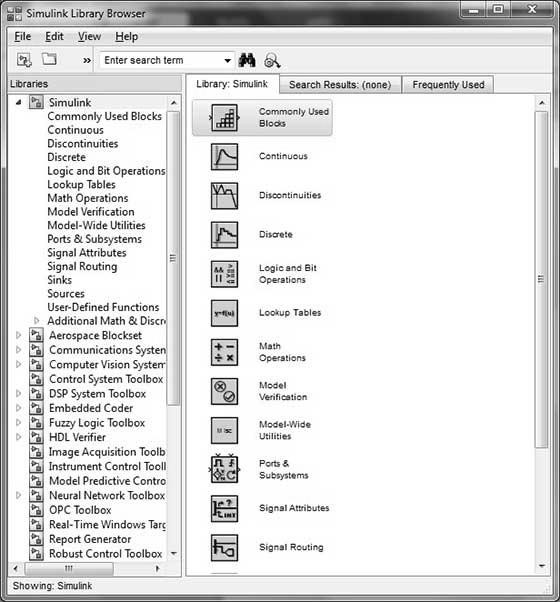 Simulink Library Browser
File Edit View Help
» Enter search term
Libraries
Library: Simulink Search Results: (none) Frequently Used
Simulink
Commonly Used Blocks
Continuous
Discontinuities
Discrete
Logic and Bit Operations
Lookup Tables
Math Operations
Model Verification
Model-Wide Utilities
Ports & Subsystems
Signal Attributes
Signal Routing
Sinks
Sources
User-Defined Functions
Additional Math & Discre
Aerospace Blockset
Communications System
Computer Vision System
Control System Toolbox
DSP System Toolbox
Embedded Coder
Fuzzy Logic Toolbox
HDL Verifier
Image Acquisition Toolb
Instrument Control Tooll
Model Predictive Contro
Neural Network Toolbox
OPC Toolbox
Real-Time Windows Targ
Report Generator
Robust Control Toolbox
Commonly Used
Blocks
Continuous
Discontinuities
Discrete
Logic and Bit
Operations
y=f(u) Lookup Tables
Math
Operations
Model
Verification
Model-Wide
Utilities
Ports &
Subsystems
Signal Attributes
Signal Routing
Showing: Simulink